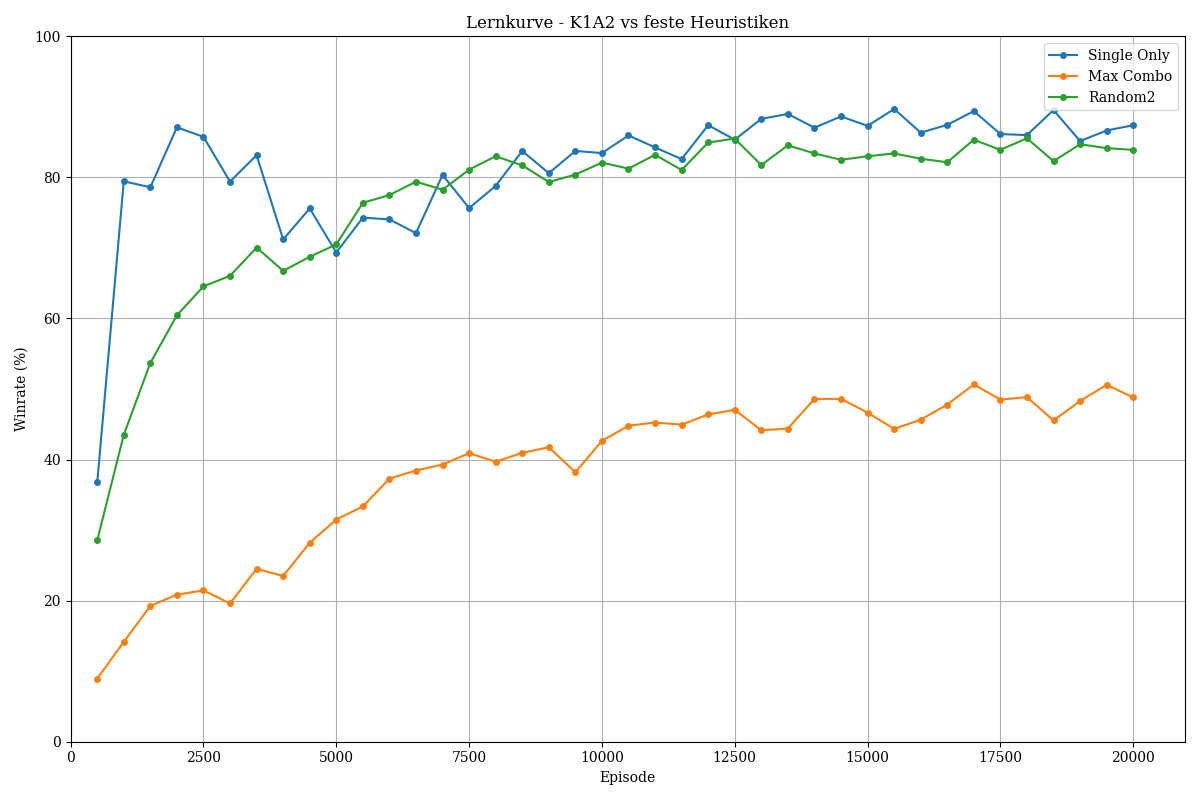 Lernkurve - K1A2 vs feste Heuristiken
Winrate (%)
100
80
60
40
20
0
Single Only
Max Combo
Random2
0 2500 5000 7500 10000 12500 15000 17500 20000
Episode